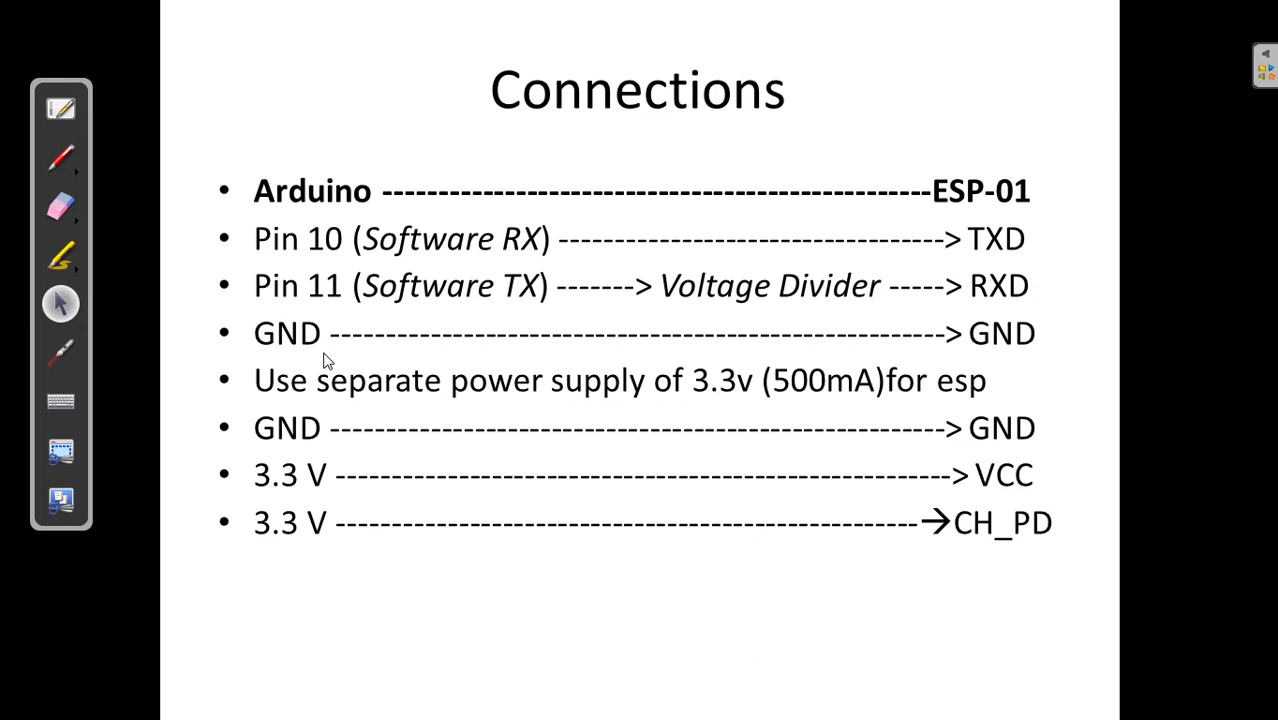 Connections
• Arduino -------------------------------------------------ESP-01
• Pin 10 (Software RX) -----------------------------------> TXD
• Pin 11 (Software TX) -------> Voltage Divider -----> RXD
• GND --------------------------------------------------------> GND
• Use separate power supply of 3.3v (500mA)for esp
• GND --------------------------------------------------------> GND
• 3.3 V --------------------------------------------------------> VCC
• 3.3 V -----------------------------------------------------→CH_PD